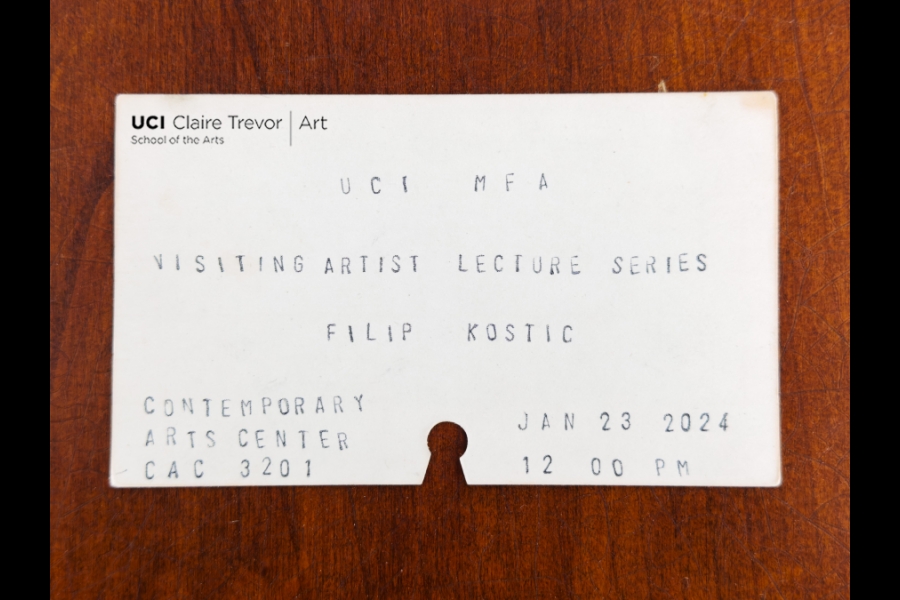 UCI Claire Trevor | Art
School of the Arts
UCI MFA
VISITING ARTIST LECTURE SERIES
FILIP KOSTIC
CONTEMPORARY
ARTS CENTER
CAC 3201
JAN 23 2024
12 00 PM